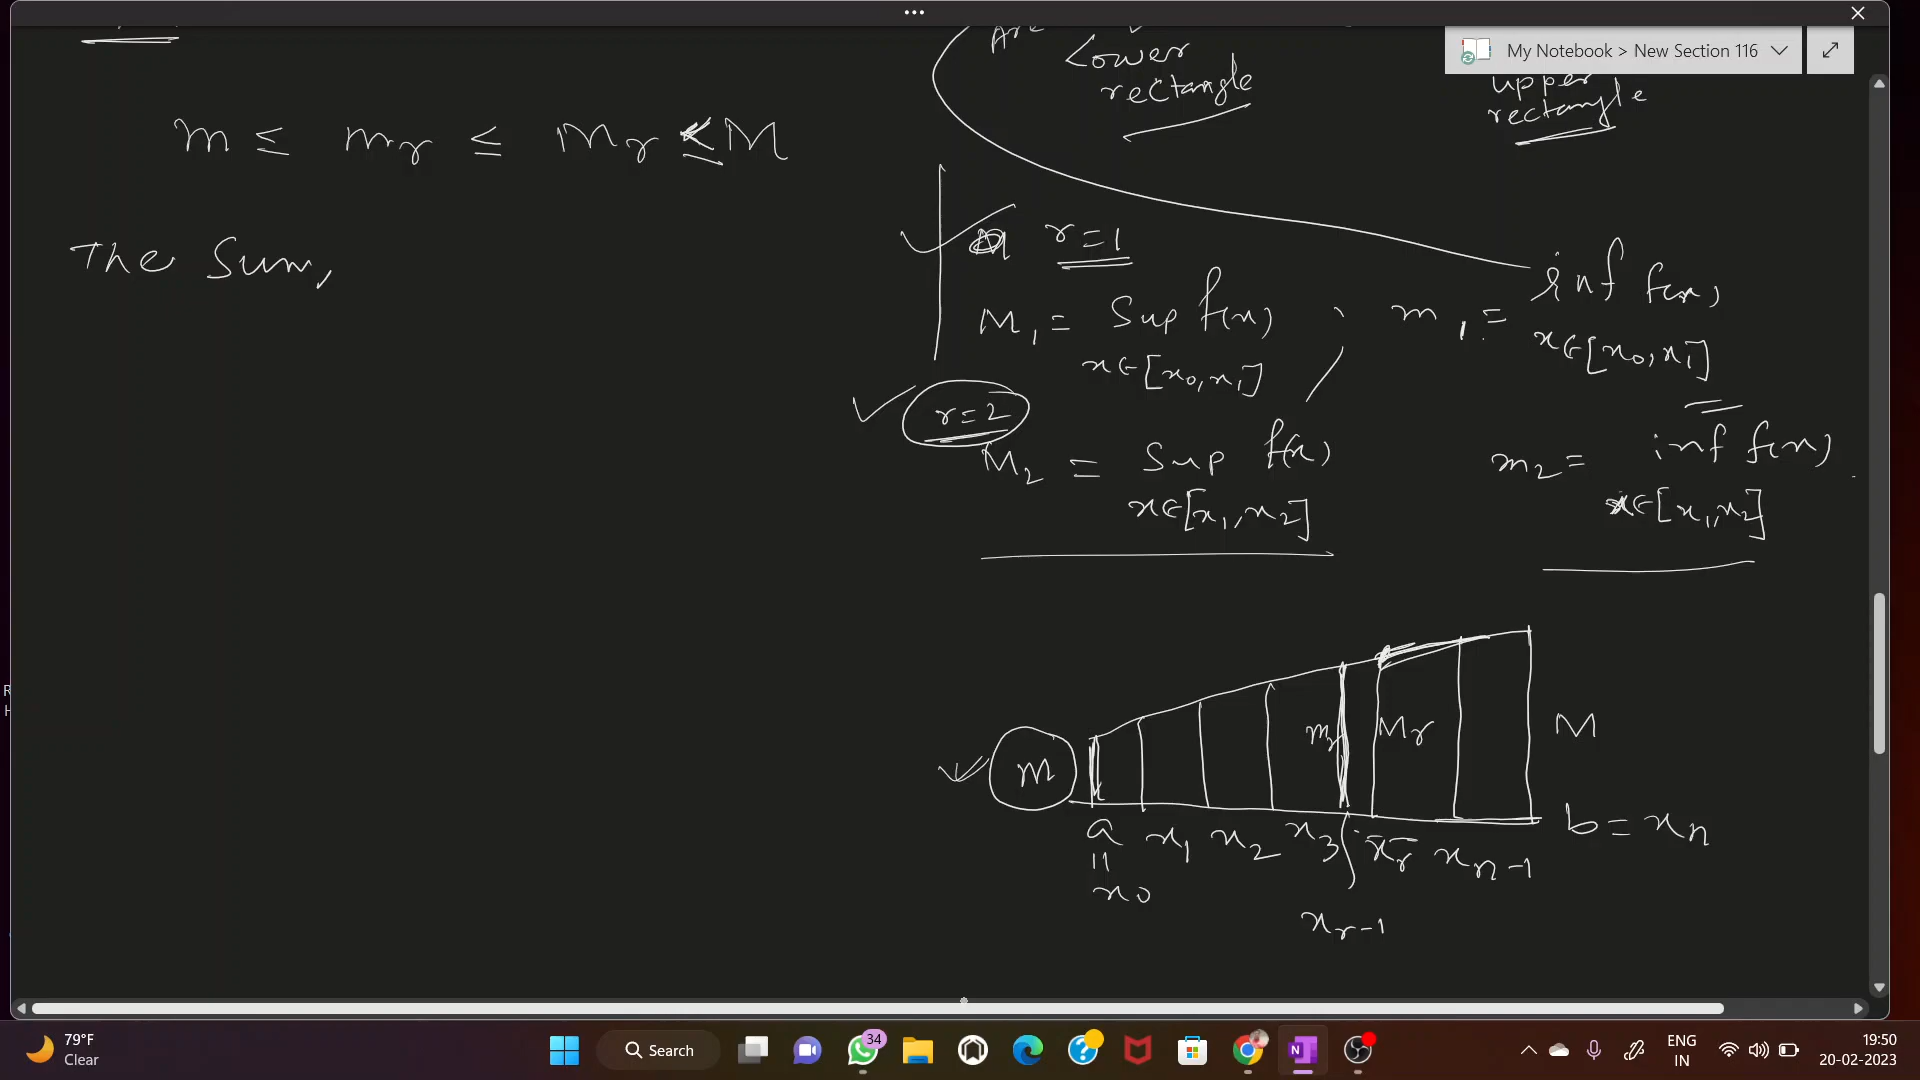 My Notebook > New Section 116
Are
Lower
rectangle
upper
rectangle
m ≤ mr ≤ Mr ≤ M
The Sum,
r=1
M1 = Sup f(x) , m1 = inf f(x),
x∈[x0,x1] x∈[x0,x1]
r=2
M2 = Sup f(x) m2 = inf f(x)
x∈[x1,x2] x∈[x1,x2]
m mr Mr M
a x1 x2 x3 xr xn-1 b = xn
॥
x0
xr-1
79°F
Clear
Search
34
ENG
IN
19:50
20-02-2023
R
H